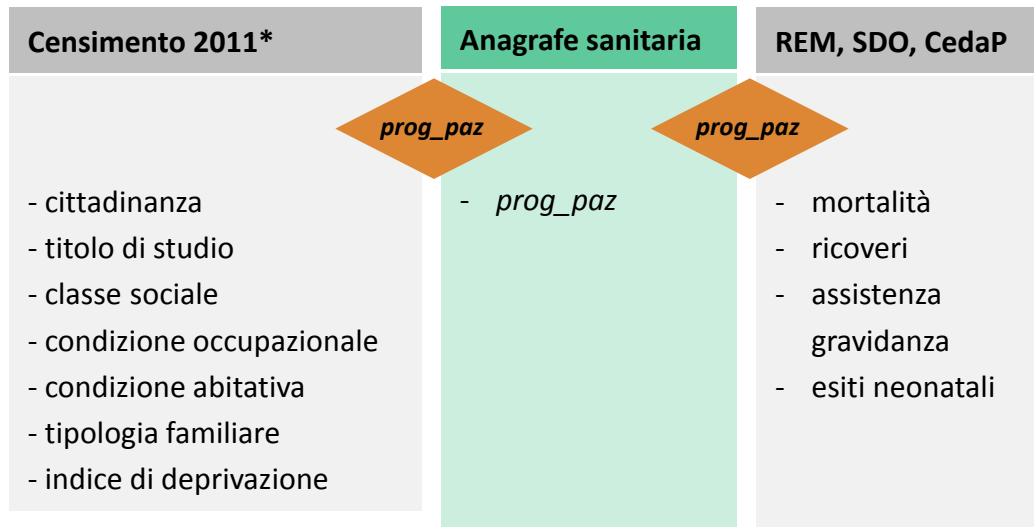 Censimento 2011*
Anagrafe sanitaria
REM, SDO, CedaP
prog_paz
prog_paz
- cittadinanza
- titolo di studio
- classe sociale
- condizione occupazionale
- condizione abitativa
- tipologia familiare
- indice di deprivazione
- prog_paz
- mortalità
- ricoveri
- assistenza
gravidanza
- esiti neonatali